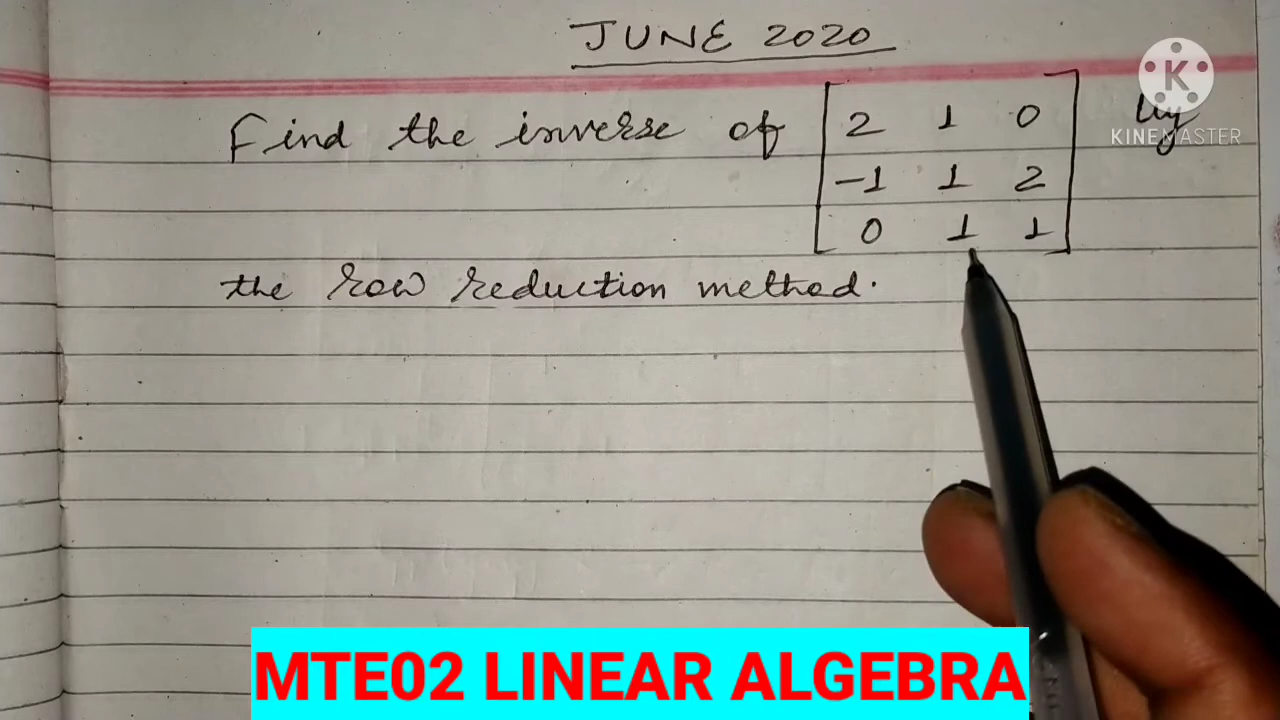 JUNE 2020
Find the inverse of [2 1 0 by
-1 1 2
0 1 1]
the row reduction method.
K
KINEMASTER
MTE02 LINEAR ALGEBRA